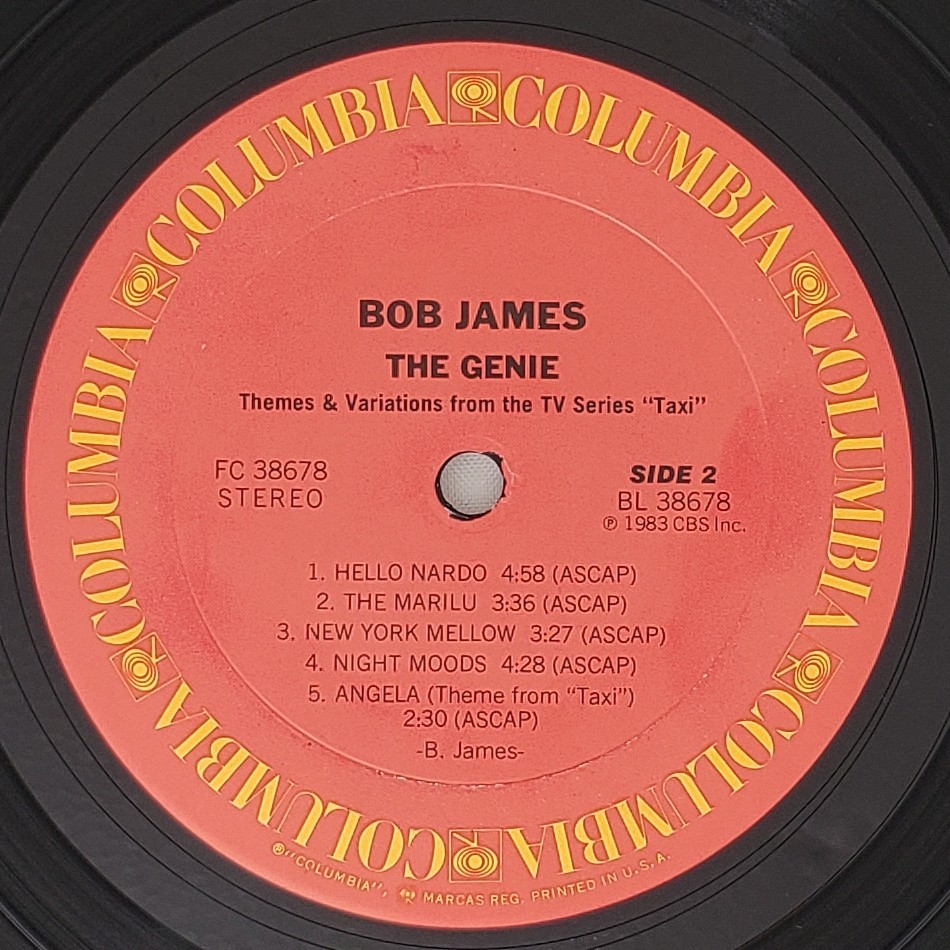 COLUMBIA COLUMBIA COLUMBIA COLUMBIA COLUMBIA COLUMBIA
BOB JAMES
THE GENIE
Themes & Variations from the TV Series “Taxi”
FC 38678
STEREO
SIDE 2
BL 38678
℗ 1983 CBS Inc.
1. HELLO NARDO 4:58 (ASCAP)
2. THE MARILU 3:36 (ASCAP)
3. NEW YORK MELLOW 3:27 (ASCAP)
4. NIGHT MOODS 4:28 (ASCAP)
5. ANGELA (Theme from “Taxi”)
2:30 (ASCAP)
-B. James-
®“COLUMBIA”, MARCAS REG. PRINTED IN U.S.A.